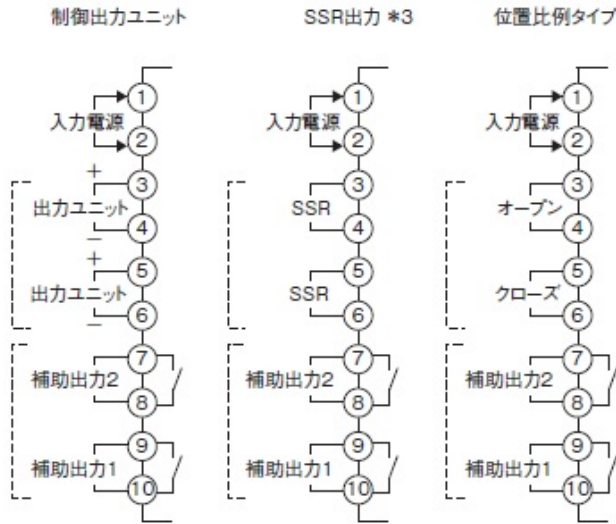 制御出力ユニット
1
入力電源
2
+
3
出力ユニット
4
−
+
5
出力ユニット
6
−
7
補助出力2
8
9
補助出力1
10
SSR出力 *3
1
入力電源
2
3
SSR
4
5
SSR
6
7
補助出力2
8
9
補助出力1
10
位置比例タイプ
1
入力電源
2
3
オープン
4
5
クローズ
6
7
補助出力2
8
9
補助出力1
10